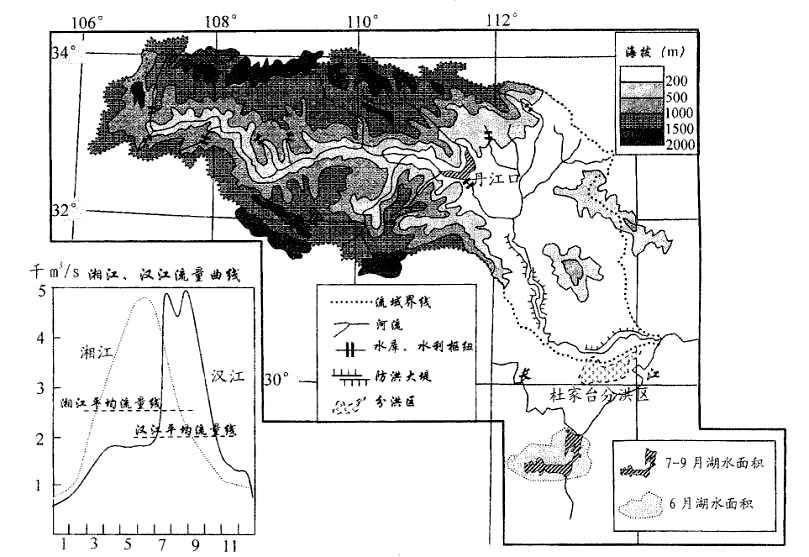 106° 108° 110° 112°
34°
32°
30°
海拔 (m)
200
500
1000
1500
2000
丹江口
千m³/s 湘江、汉江流量曲线
5
4
3
2
1
湘江
汉江
湘江平均流量线
汉江平均流量线
1 3 5 7 9 11
流域界线
河流
水库、水利枢纽
防洪大堤
分洪区
长 江
杜家台分洪区
7-9月湖水面积
6月湖水面积